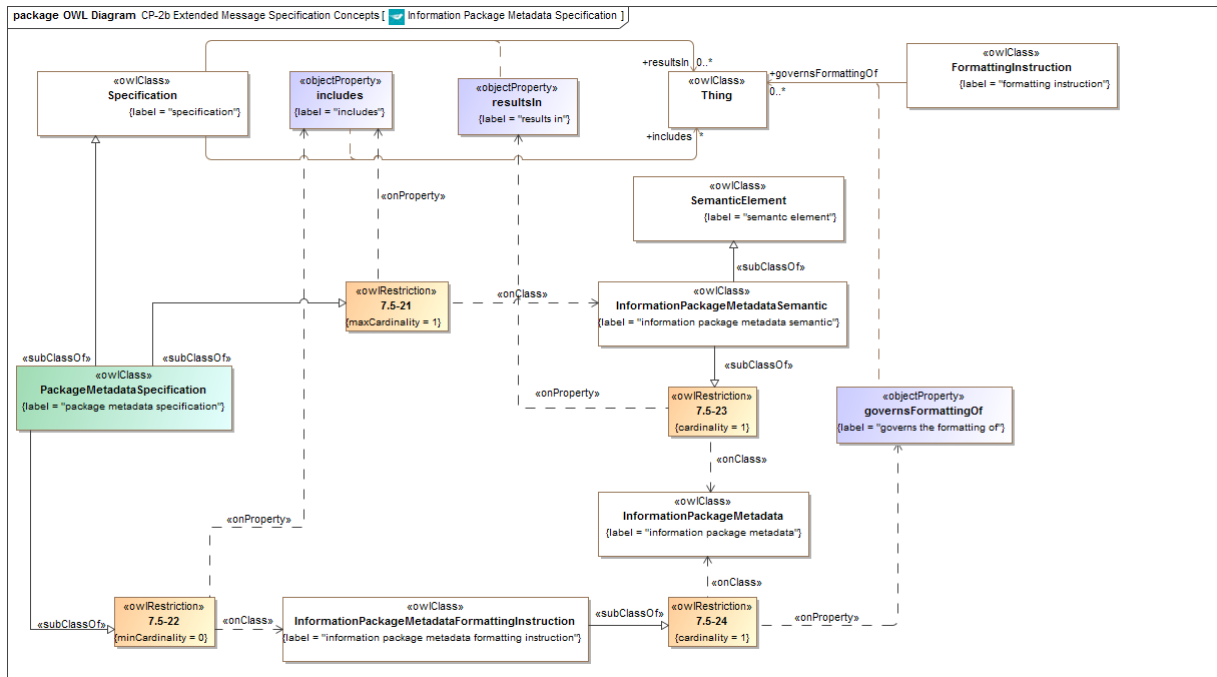 package OWL Diagram CP-2b Extended Message Specification Concepts [ Information Package Metadata Specification ]
«owlClass»
Specification
{label = "specification"}
«objectProperty»
includes
{label = "includes"}
«objectProperty»
resultsIn
{label = "results in"}
+resultsIn 0..*
«owlClass»
Thing
+includes *
+governsFormattingOf
0..*
«owlClass»
FormattingInstruction
{label = "formatting instruction"}
«onProperty»
«owlClass»
SemanticElement
{label = "semantc element"}
«subClassOf»
«owlRestriction»
7.5-21
{maxCardinality = 1}
«onClass»
«owlClass»
InformationPackageMetadataSemantic
{label = "information package metadata semantic"}
«subClassOf»
«subClassOf»
«subClassOf»
«owlClass»
PackageMetadataSpecification
{label = "package metadata specification"}
«onProperty»
«owlRestriction»
7.5-23
{cardinality = 1}
«objectProperty»
governsFormattingOf
{label = "governs the formatting of"}
«onClass»
«owlClass»
InformationPackageMetadata
{label = "information package metadata"}
«onProperty»
«onClass»
«subClassOf»
«owlRestriction»
7.5-22
{minCardinality = 0}
«onClass»
«owlClass»
InformationPackageMetadataFormattingInstruction
{label = "information package metadata formatting instruction"}
«subClassOf»
«owlRestriction»
7.5-24
{cardinality = 1}
«onProperty»